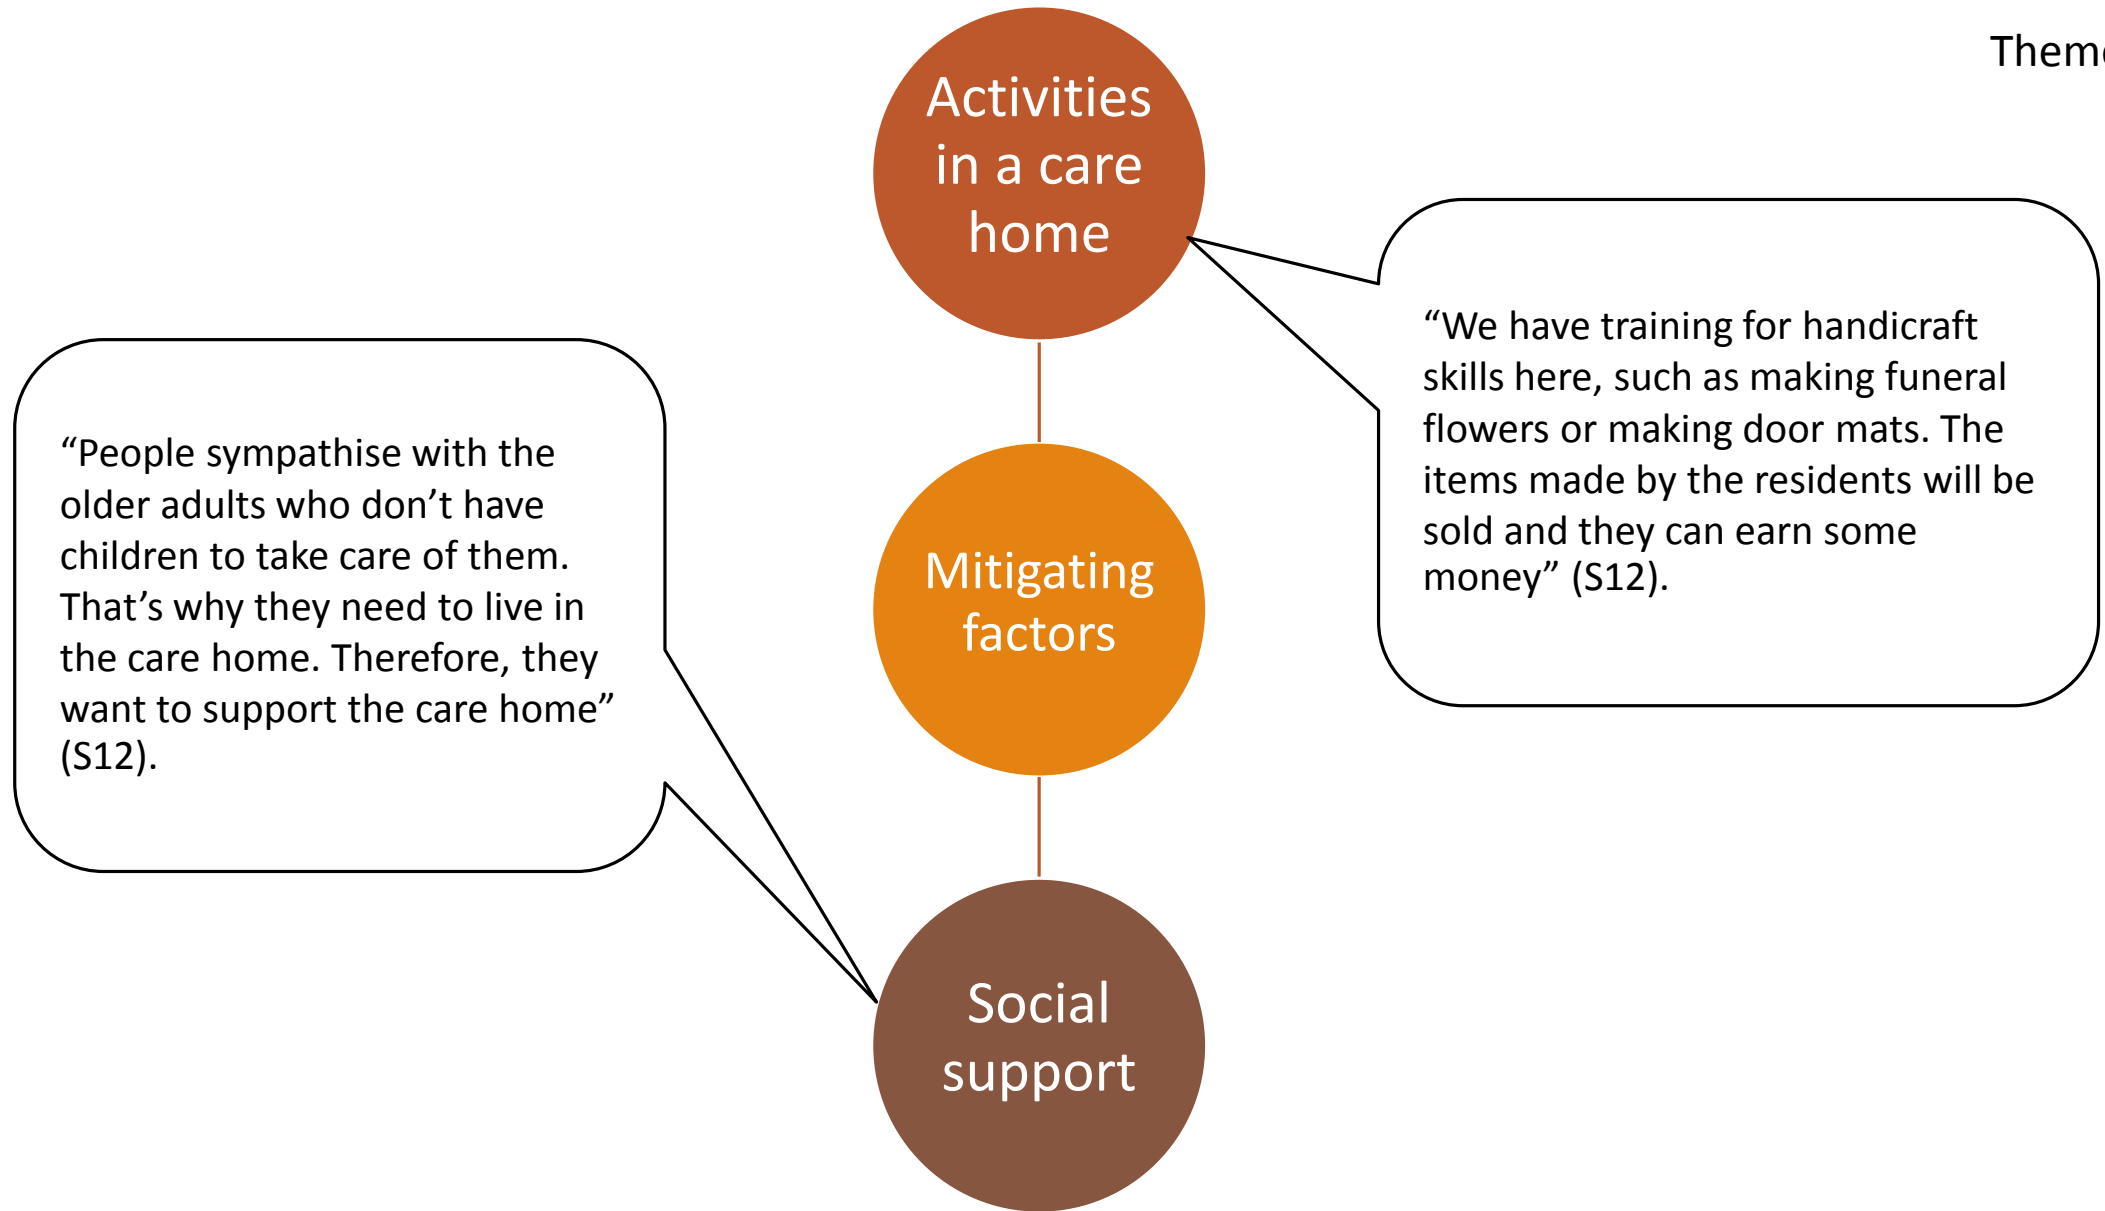 Activities
in a care
home
“We have training for handicraft
skills here, such as making funeral
flowers or making door mats. The
items made by the residents will be
sold and they can earn some
money” (S12).
“People sympathise with the
older adults who don’t have
children to take care of them.
That’s why they need to live in
the care home. Therefore, they
want to support the care home”
(S12).
Mitigating
factors
Social
support